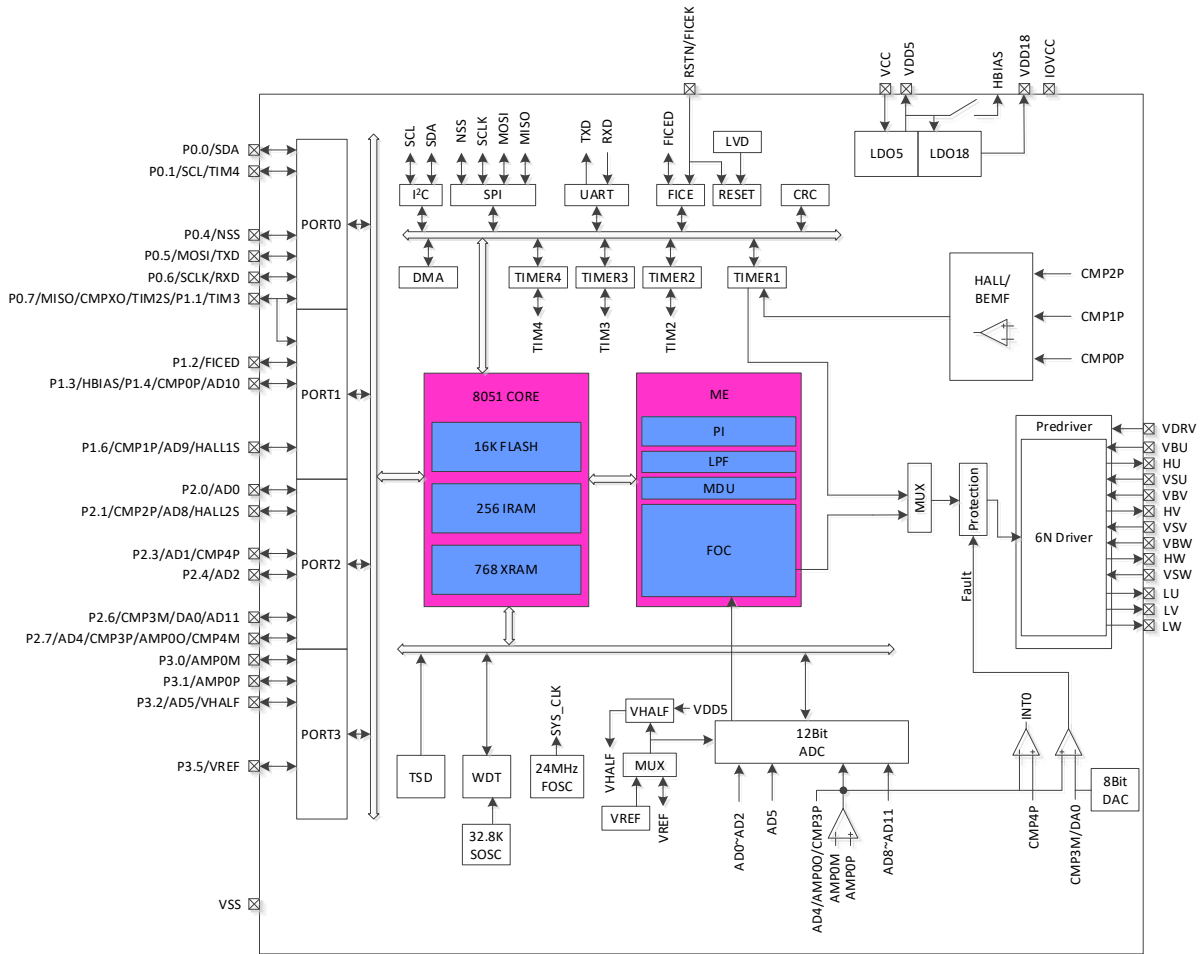 RSTN/FICEK
VCC
VDD5
HBIAS
VDD18
IOVCC
P0.0/SDA
P0.1/SCL/TIM4
P0.4/NSS
P0.5/MOSI/TXD
P0.6/SCLK/RXD
P0.7/MISO/CMPXO/TIM2S/P1.1/TIM3
P1.2/FICED
P1.3/HBIAS/P1.4/CMP0P/AD10
P1.6/CMP1P/AD9/HALL1S
P2.0/AD0
P2.1/CMP2P/AD8/HALL2S
P2.3/AD1/CMP4P
P2.4/AD2
P2.6/CMP3M/DA0/AD11
P2.7/AD4/CMP3P/AMP0O/CMP4M
P3.0/AMP0M
P3.1/AMP0P
P3.2/AD5/VHALF
P3.5/VREF
VSS
PORT0
PORT1
PORT2
PORT3
SCL
SDA
NSS
SCLK
MOSI
MISO
TXD
RXD
FICED
LVD
I²C
SPI
UART
FICE
RESET
CRC
LDO5
LDO18
DMA
TIMER4
TIMER3
TIMER2
TIMER1
TIM4
TIM3
TIM2
HALL/
BEMF
CMP2P
CMP1P
CMP0P
8051 CORE
16K FLASH
256 IRAM
768 XRAM
ME
PI
LPF
MDU
FOC
MUX
Protection
Fault
Predriver
6N Driver
VDRV
VBU
HU
VSU
VBV
HV
VSV
VBW
HW
VSW
LU
LV
LW
TSD
WDT
32.8K
SOSC
SYS_CLK
24MHz
FOSC
VHALF
VDD5
VHALF
MUX
VREF
VREF
12Bit
ADC
AD0~AD2
AD5
AD4/AMP0O/CMP3P
AMP0M
AMP0P
AD8~AD11
INT0
CMP4P
CMP3M/DA0
8Bit
DAC